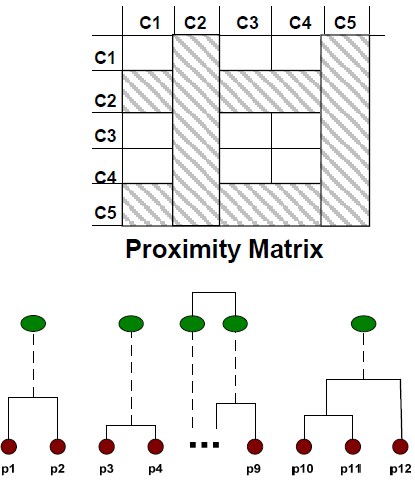 C1 C2 C3 C4 C5
C1
C2
C3
C4
C5
Proximity Matrix
...
p1 p2 p3 p4 p9 p10 p11 p12